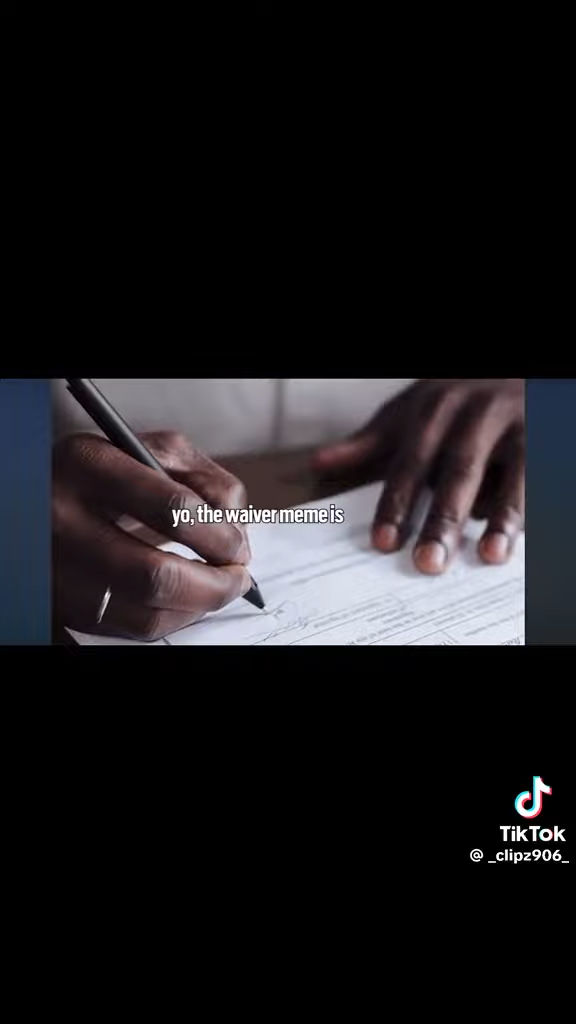 yo, the waiver meme is
TikTok
@ _clipz906_